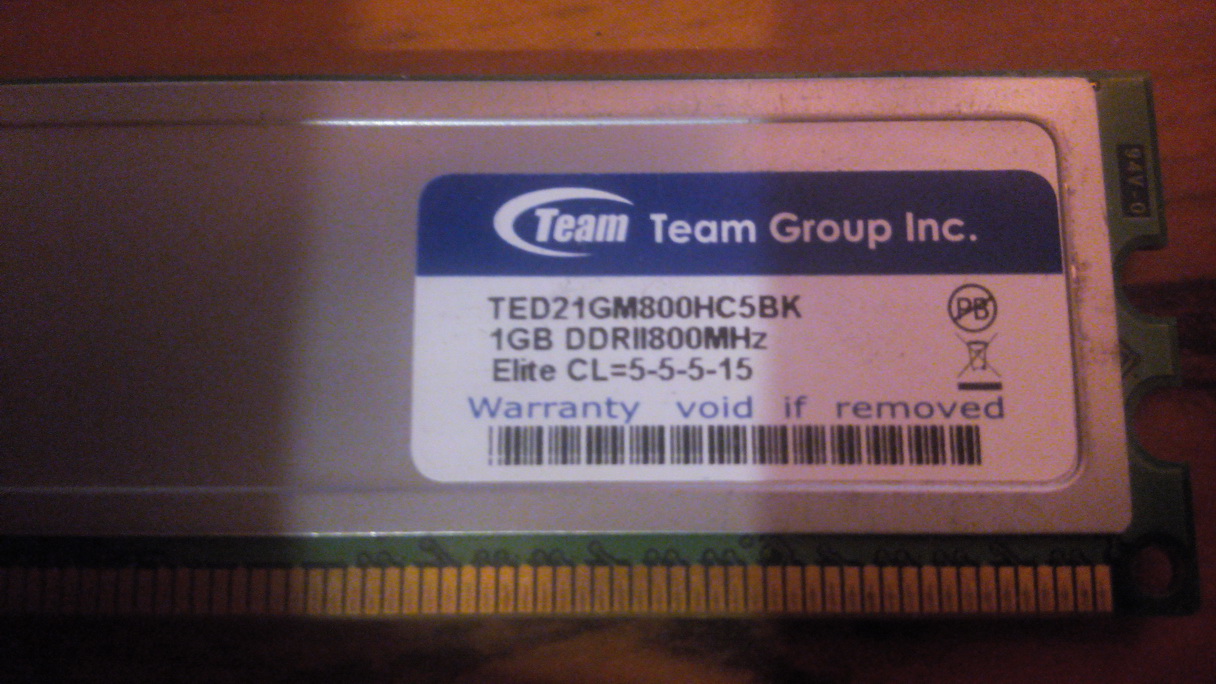 Team Team Group Inc.
TED21GM800HC5BK
PB
1GB DDRII800MHz
Elite CL=5-5-5-15
Warranty void if removed
94V-0